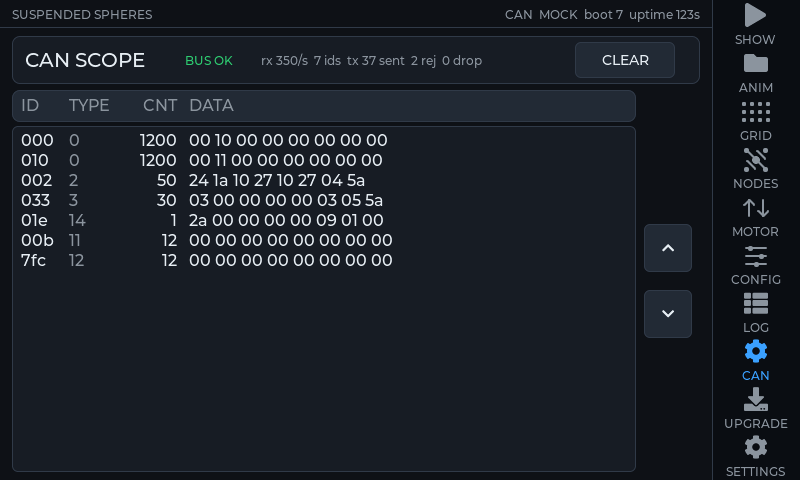 SUSPENDED SPHERES
CAN MOCK boot 7 uptime 123s
CAN SCOPE
BUS OK
rx 350/s 7 ids tx 37 sent 2 rej 0 drop
CLEAR
ID TYPE CNT DATA
000 0 1200 00 10 00 00 00 00 00 00
010 0 1200 00 11 00 00 00 00 00 00
002 2 50 24 1a 10 27 10 27 04 5a
033 3 30 03 00 00 00 00 03 05 5a
01e 14 1 2a 00 00 00 00 09 01 00
00b 11 12 00 00 00 00 00 00 00 00
7fc 12 12 00 00 00 00 00 00 00 00
SHOW
ANIM
GRID
NODES
MOTOR
CONFIG
LOG
CAN
UPGRADE
SETTINGS